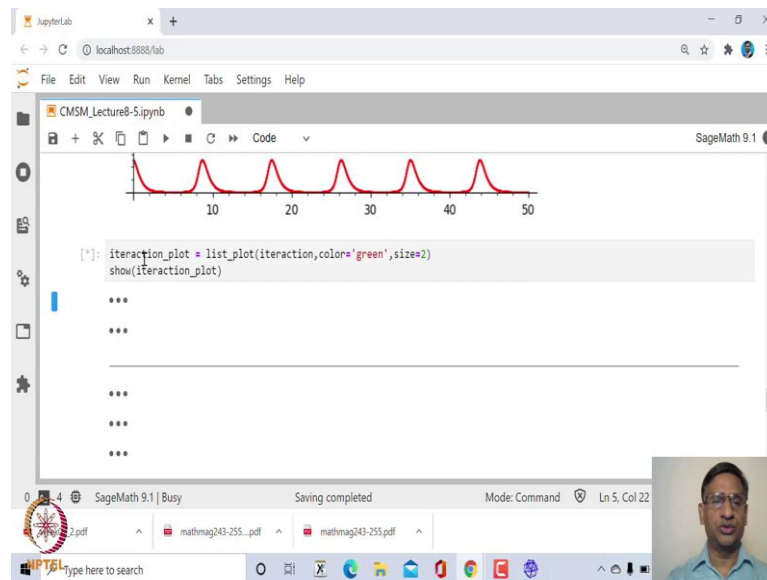 JupyterLab
localhost:8888/lab
File Edit View Run Kernel Tabs Settings Help
CMSM_Lecture8-5.ipynb
Code
SageMath 9.1
10 20 30 40 50
[*]: iteraction_plot = list_plot(iteraction,color='green',size=2)
show(iteraction_plot)
0 4 SageMath 9.1 | Busy Saving completed Mode: Command Ln 5, Col 22
2.pdf mathmag243-255....pdf mathmag243-255.pdf
NPTEL Type here to search